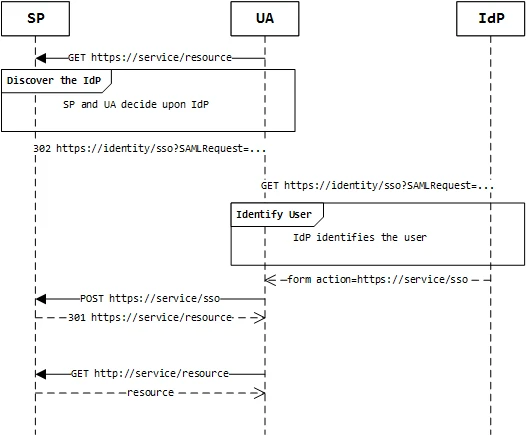 SP
UA
IdP
GET https://service/resource
Discover the IdP
SP and UA decide upon IdP
302 https://identity/sso?SAMLRequest=...
GET https://identity/sso?SAMLRequest=...
Identify User
IdP identifies the user
form action=https://service/sso
POST https://service/sso
301 https://service/resource
GET http://service/resource
resource